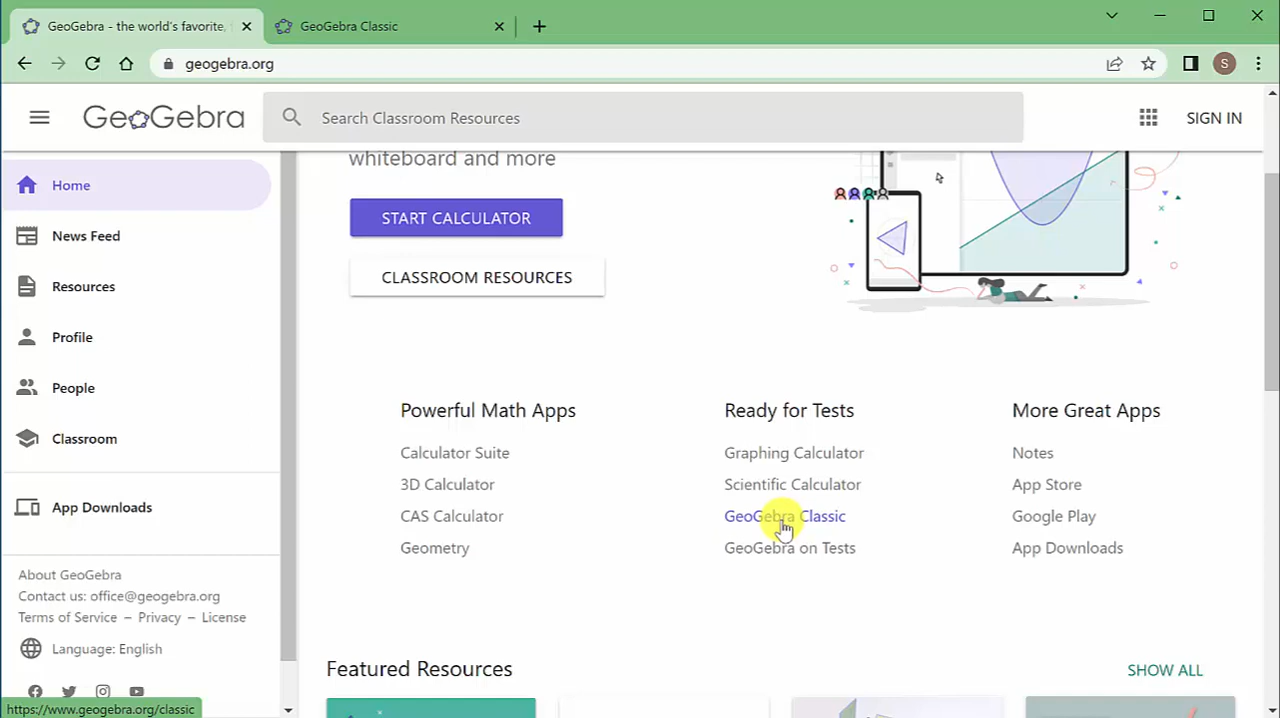 GeoGebra - the world's favorite,
GeoGebra Classic
geogebra.org
S
GeoGebra
Search Classroom Resources
SIGN IN
Home
News Feed
Resources
Profile
People
Classroom
App Downloads
About GeoGebra
Contact us: office@geogebra.org
Terms of Service – Privacy – License
Language: English
https://www.geogebra.org/classic
whiteboard and more
START CALCULATOR
CLASSROOM RESOURCES
Powerful Math Apps
Calculator Suite
3D Calculator
CAS Calculator
Geometry
Ready for Tests
Graphing Calculator
Scientific Calculator
GeoGebra Classic
GeoGebra on Tests
More Great Apps
Notes
App Store
Google Play
App Downloads
Featured Resources
SHOW ALL